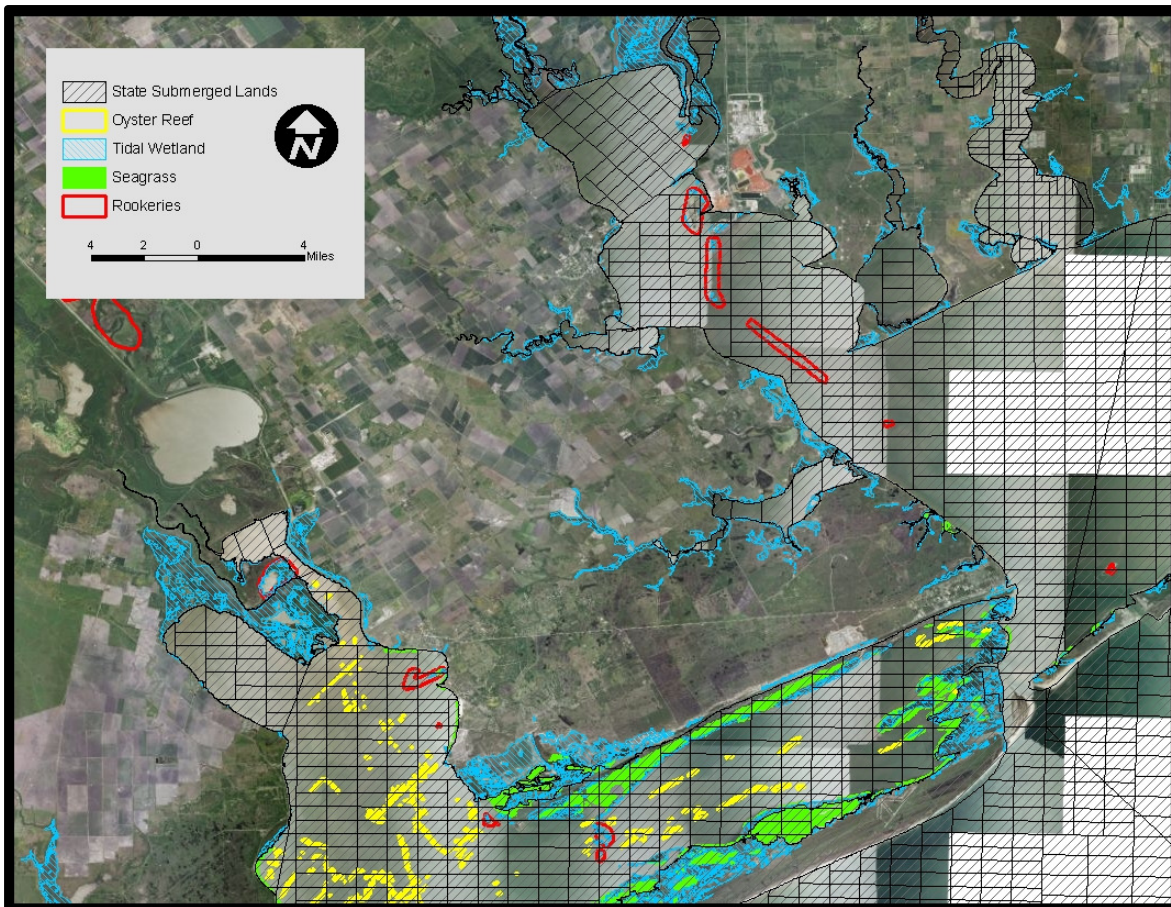 State Submerged Lands
Oyster Reef
Tidal Wetland
Seagrass
Rookeries
N
4 2 0 4
Miles